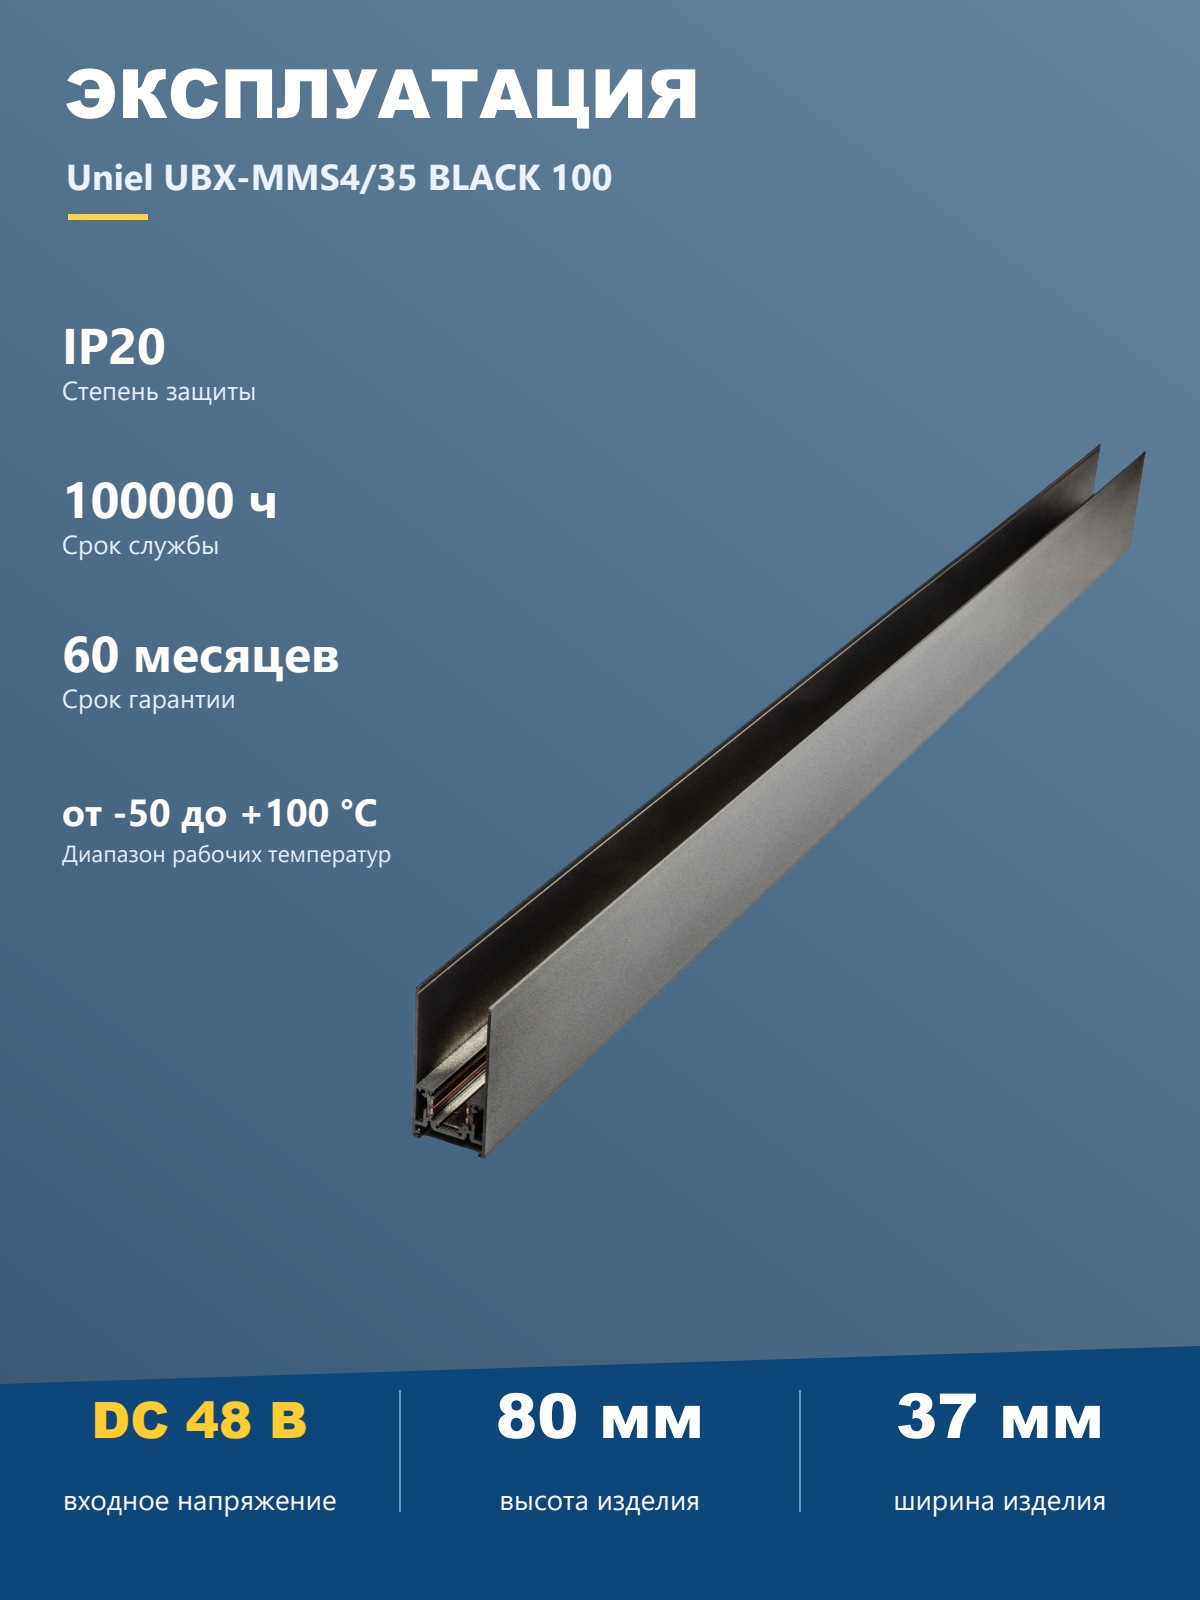 ЭКСПЛУАТАЦИЯ
Uniel UBX-MMS4/35 BLACK 100
IP20
Степень защиты
100000 ч
Срок службы
60 месяцев
Срок гарантии
от -50 до +100 °C
Диапазон рабочих температур
DC 48 В
входное напряжение
80 мм
высота изделия
37 мм
ширина изделия